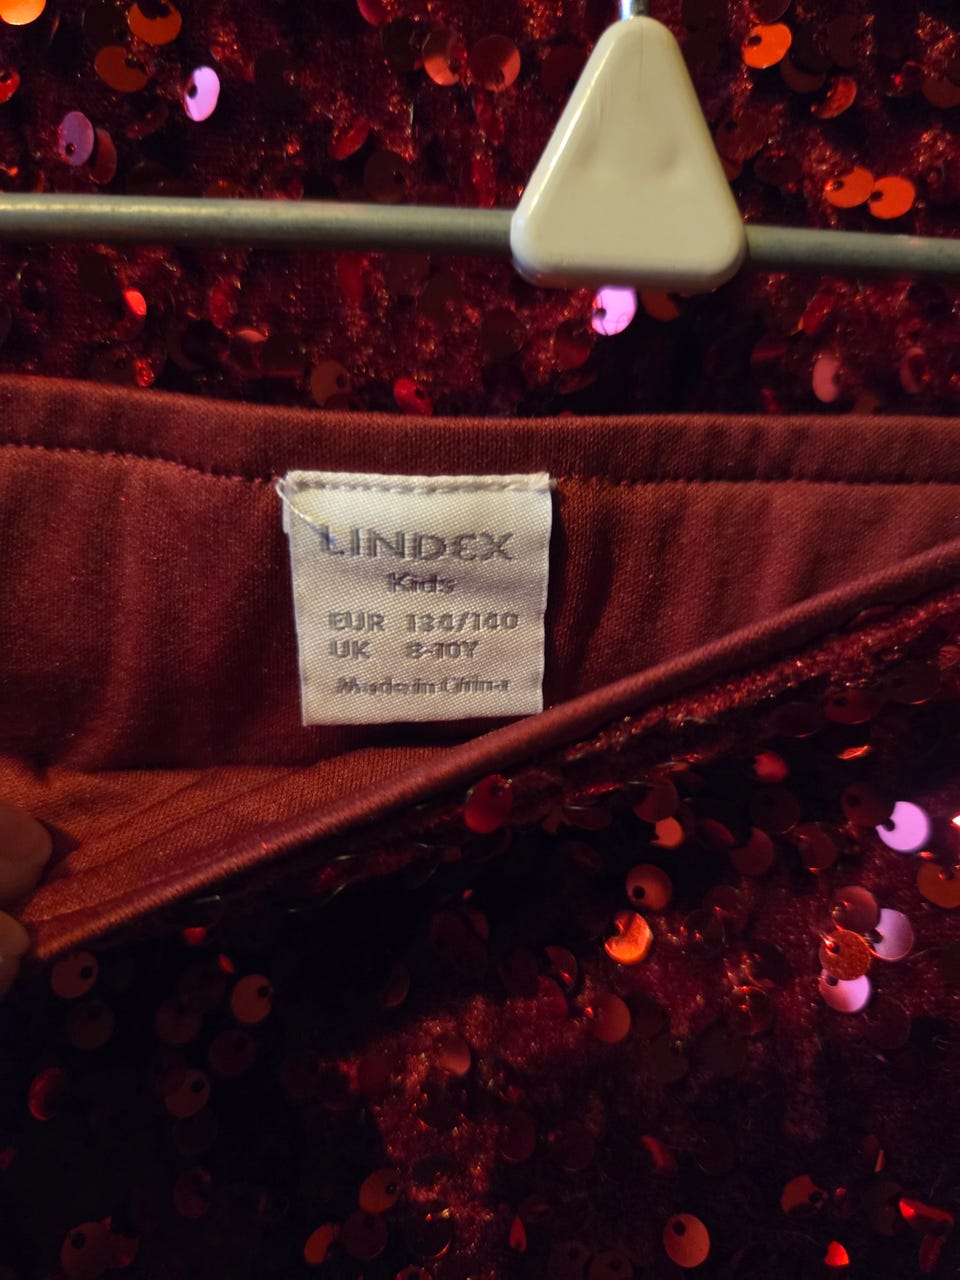 LINDEX
Kids
EUR 134/140
UK 8-10Y
Made in China